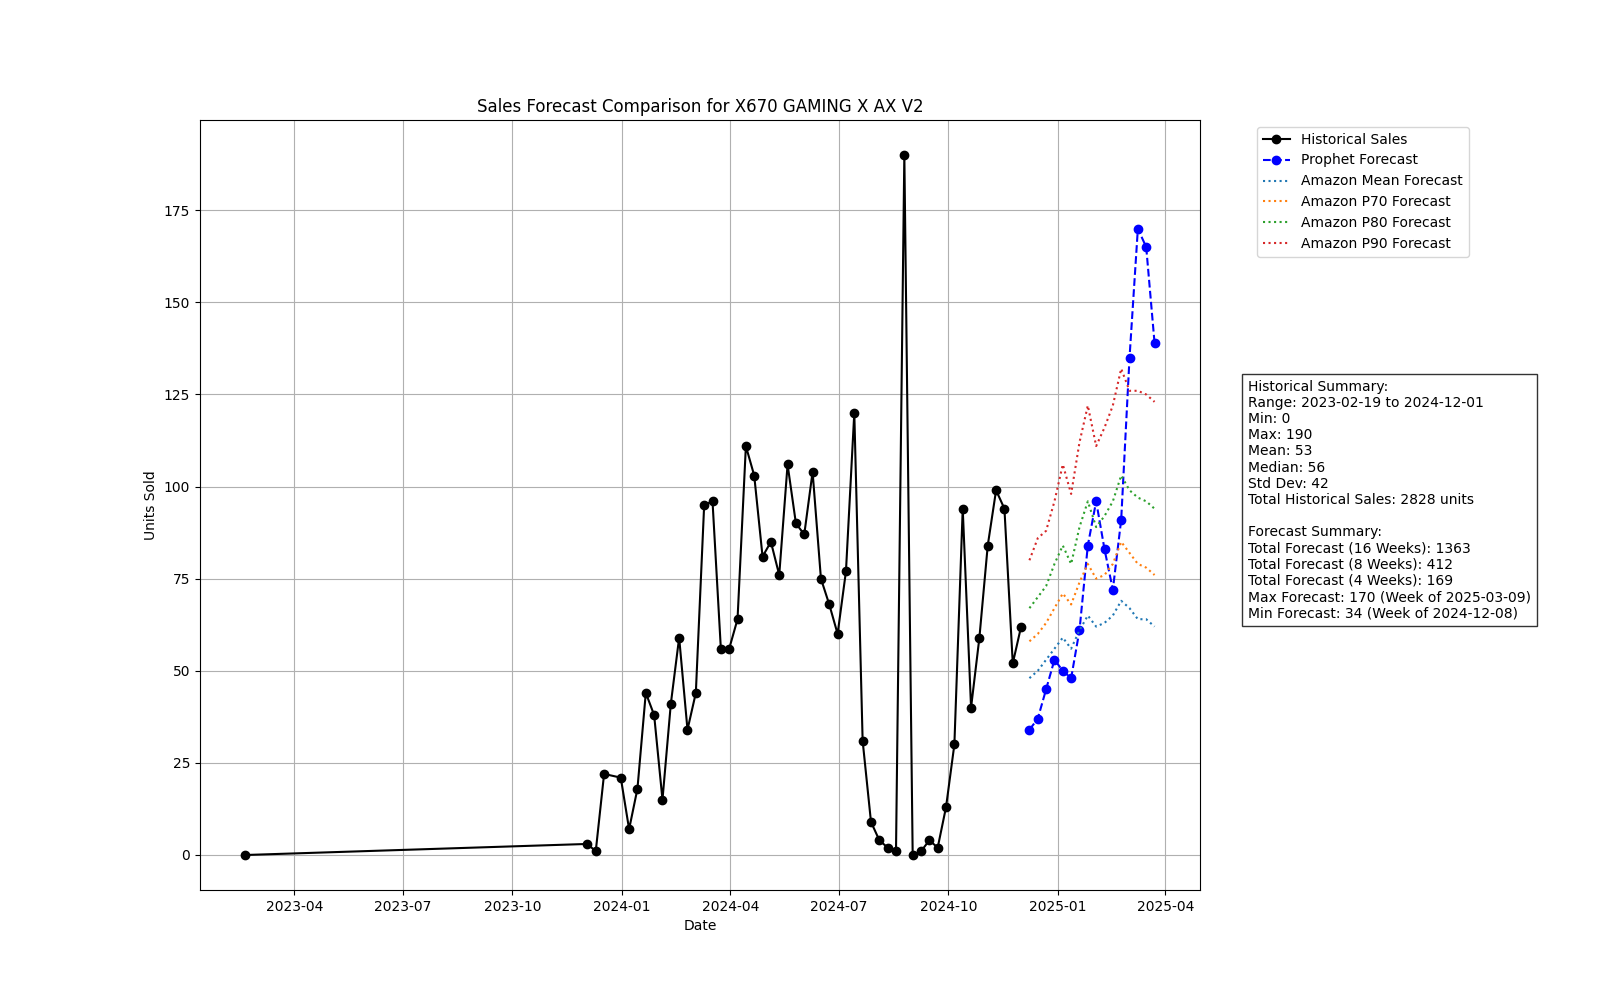 Sales Forecast Comparison for X670 GAMING X AX V2
Units Sold
175
150
125
100
75
50
25
0
2023-04
2023-07
2023-10
2024-01
2024-04
2024-07
2024-10
2025-01
2025-04
Date
Historical Sales
Prophet Forecast
Amazon Mean Forecast
Amazon P70 Forecast
Amazon P80 Forecast
Amazon P90 Forecast
Historical Summary:
Range: 2023-02-19 to 2024-12-01
Min: 0
Max: 190
Mean: 53
Median: 56
Std Dev: 42
Total Historical Sales: 2828 units
Forecast Summary:
Total Forecast (16 Weeks): 1363
Total Forecast (8 Weeks): 412
Total Forecast (4 Weeks): 169
Max Forecast: 170 (Week of 2025-03-09)
Min Forecast: 34 (Week of 2024-12-08)